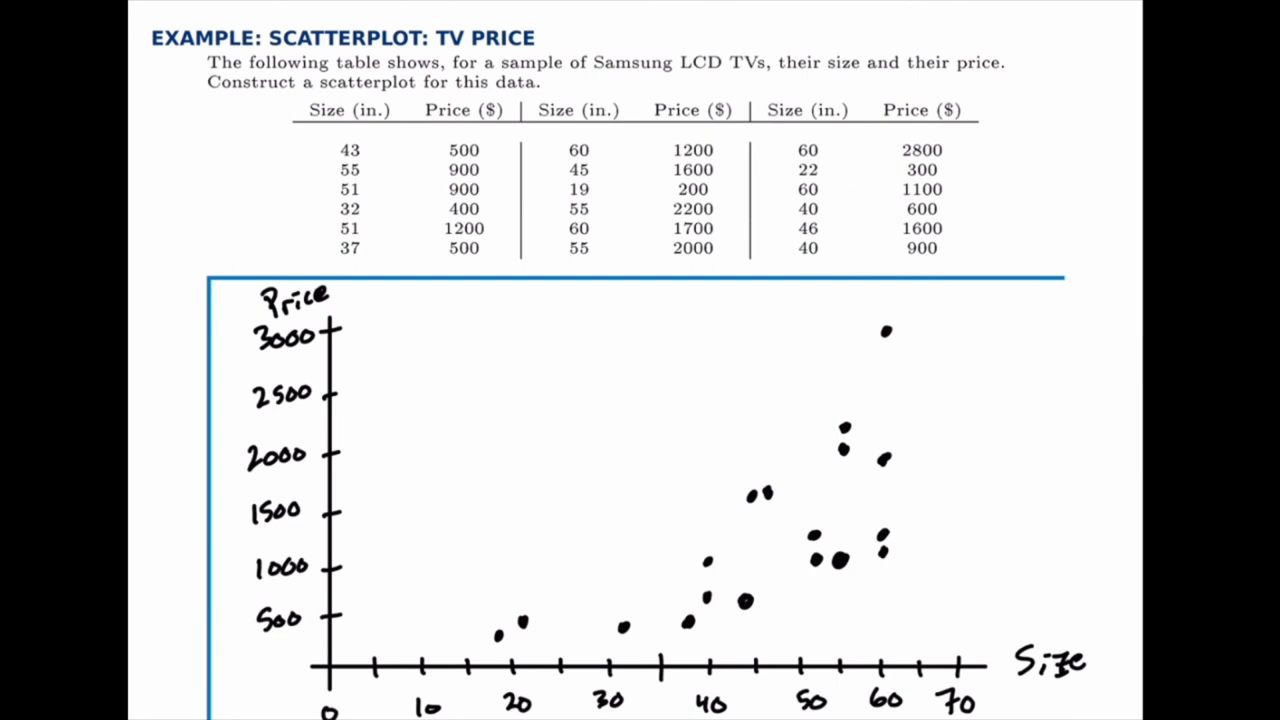 EXAMPLE: SCATTERPLOT: TV PRICE
The following table shows, for a sample of Samsung LCD TVs, their size and their price.
Construct a scatterplot for this data.
Size (in.) Price ($) Size (in.) Price ($) Size (in.) Price ($)
43 500 60 1200 60 2800
55 900 45 1600 22 300
51 900 19 200 60 1100
32 400 55 2200 40 600
51 1200 60 1700 46 1600
37 500 55 2000 40 900
Price
3000
2500
2000
1500
1000
500
Size
0 10 20 30 40 50 60 70